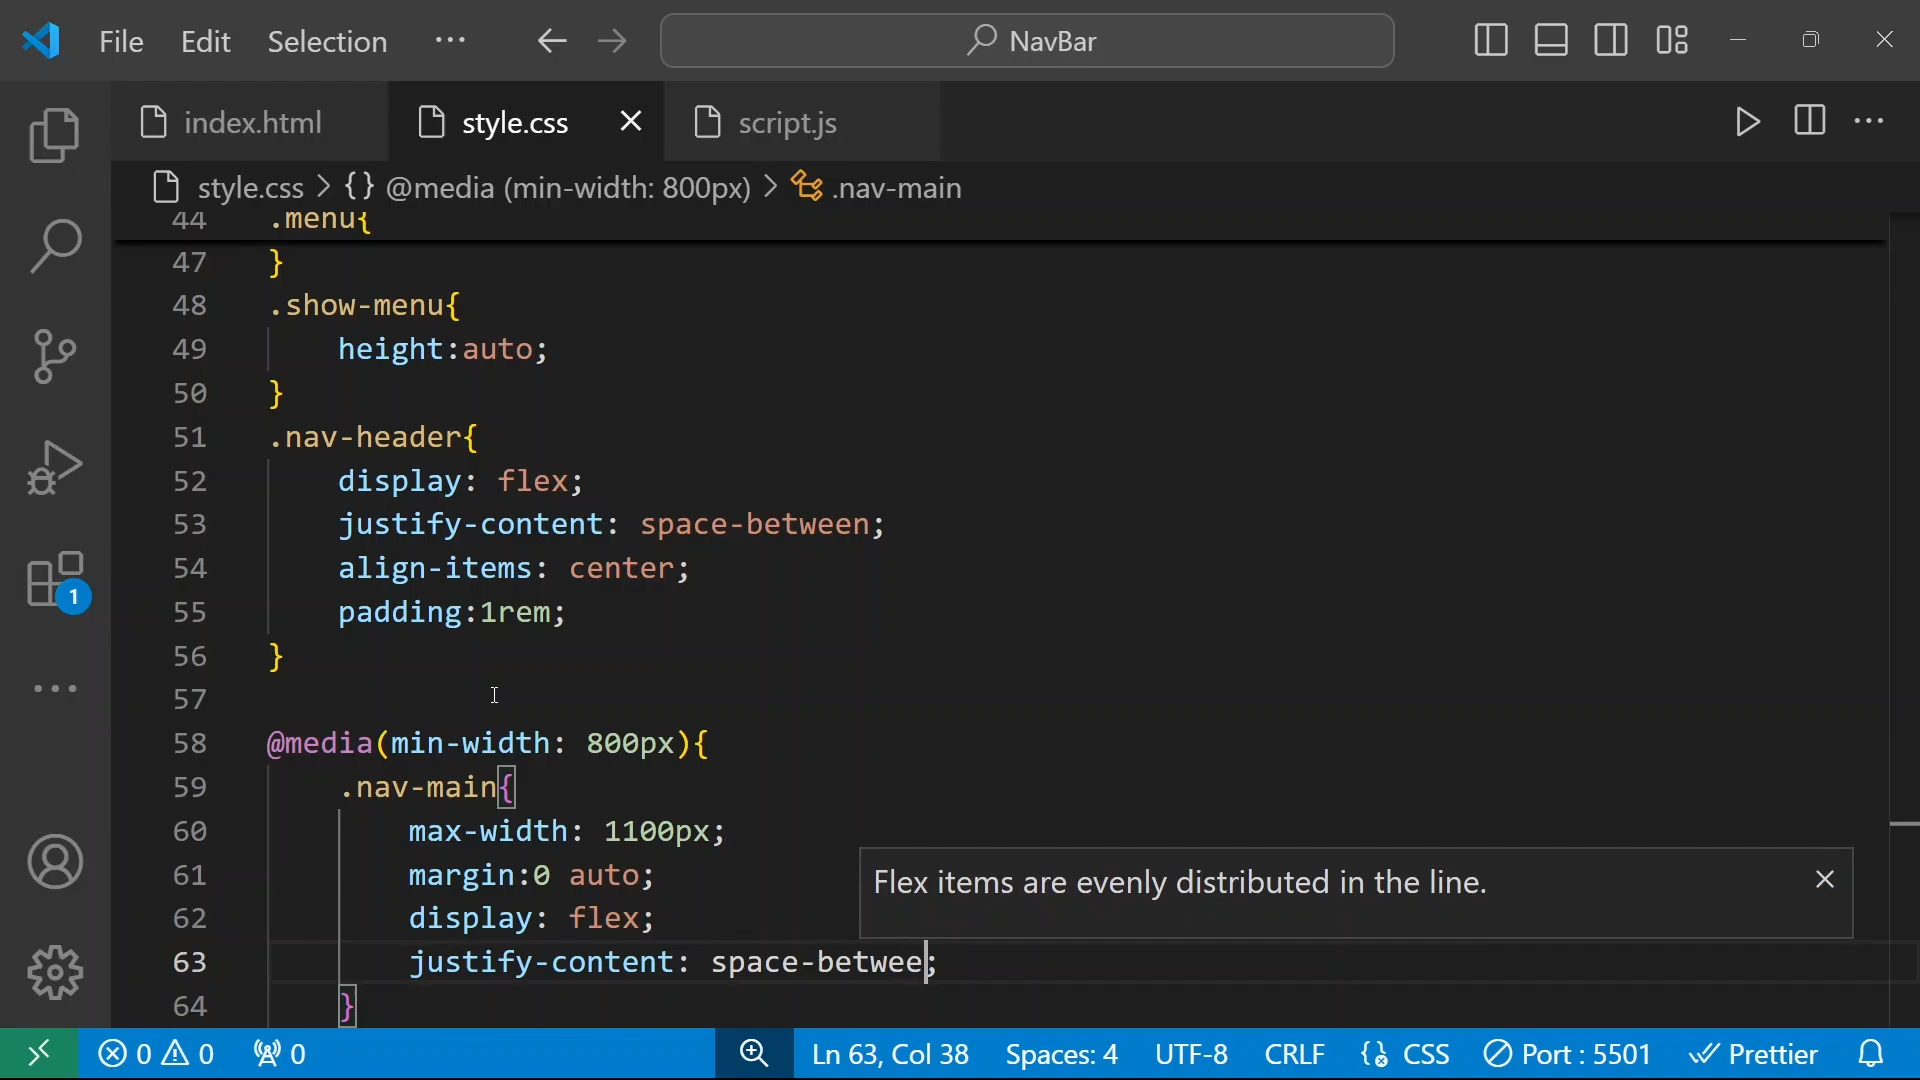 File Edit Selection ··· NavBar
index.html style.css script.js
style.css > {} @media (min-width: 800px) > .nav-main
44 .menu{
47 }
48 .show-menu{
49 height:auto;
50 }
51 .nav-header{
52 display: flex;
53 justify-content: space-between;
54 align-items: center;
55 padding:1rem;
56 }
57
58 @media(min-width: 800px){
59 .nav-main{
60 max-width: 1100px;
61 margin:0 auto;
Flex items are evenly distributed in the line.
62 display: flex;
63 justify-content: space-betwee;
64 }
1
0 0 0 Ln 63, Col 38 Spaces: 4 UTF-8 CRLF {} CSS Port : 5501 Prettier